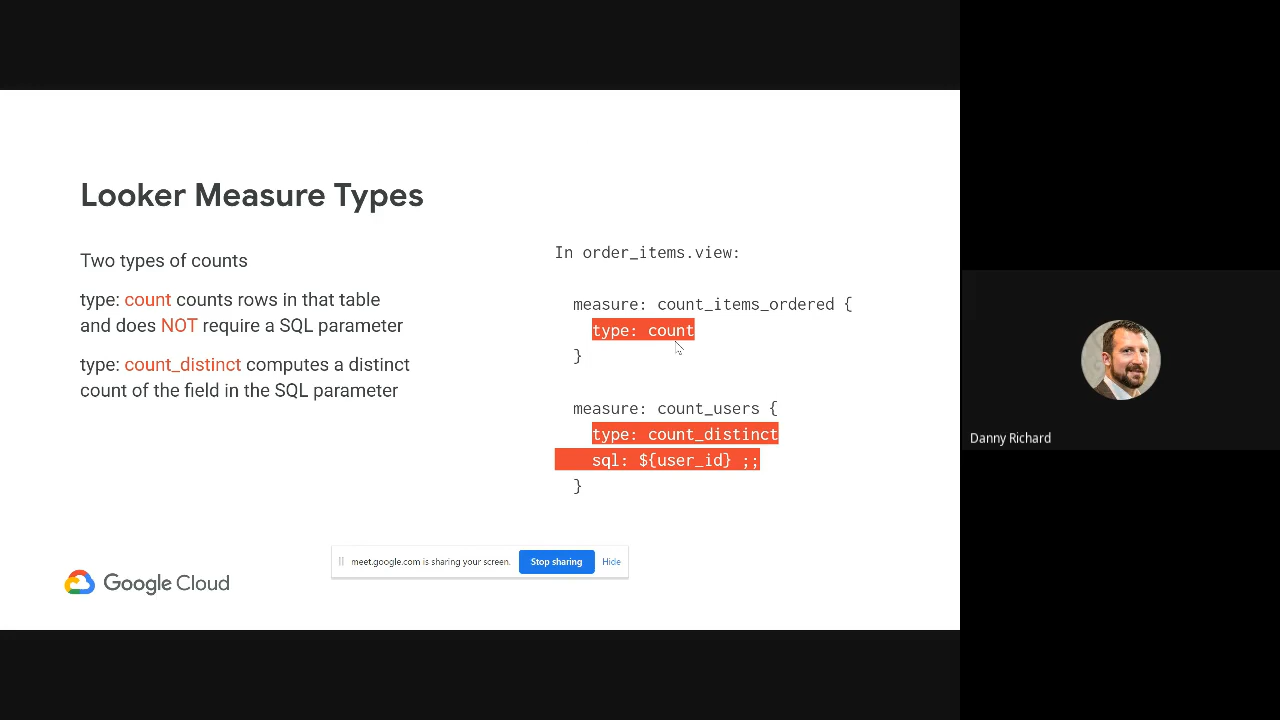 Looker Measure Types
Two types of counts
type: count counts rows in that table
and does NOT require a SQL parameter
type: count_distinct computes a distinct
count of the field in the SQL parameter
In order_items.view:
measure: count_items_ordered {
type: count
}
measure: count_users {
type: count_distinct
sql: ${user_id} ;;
}
meet.google.com is sharing your screen. Stop sharing Hide
Google Cloud
Danny Richard